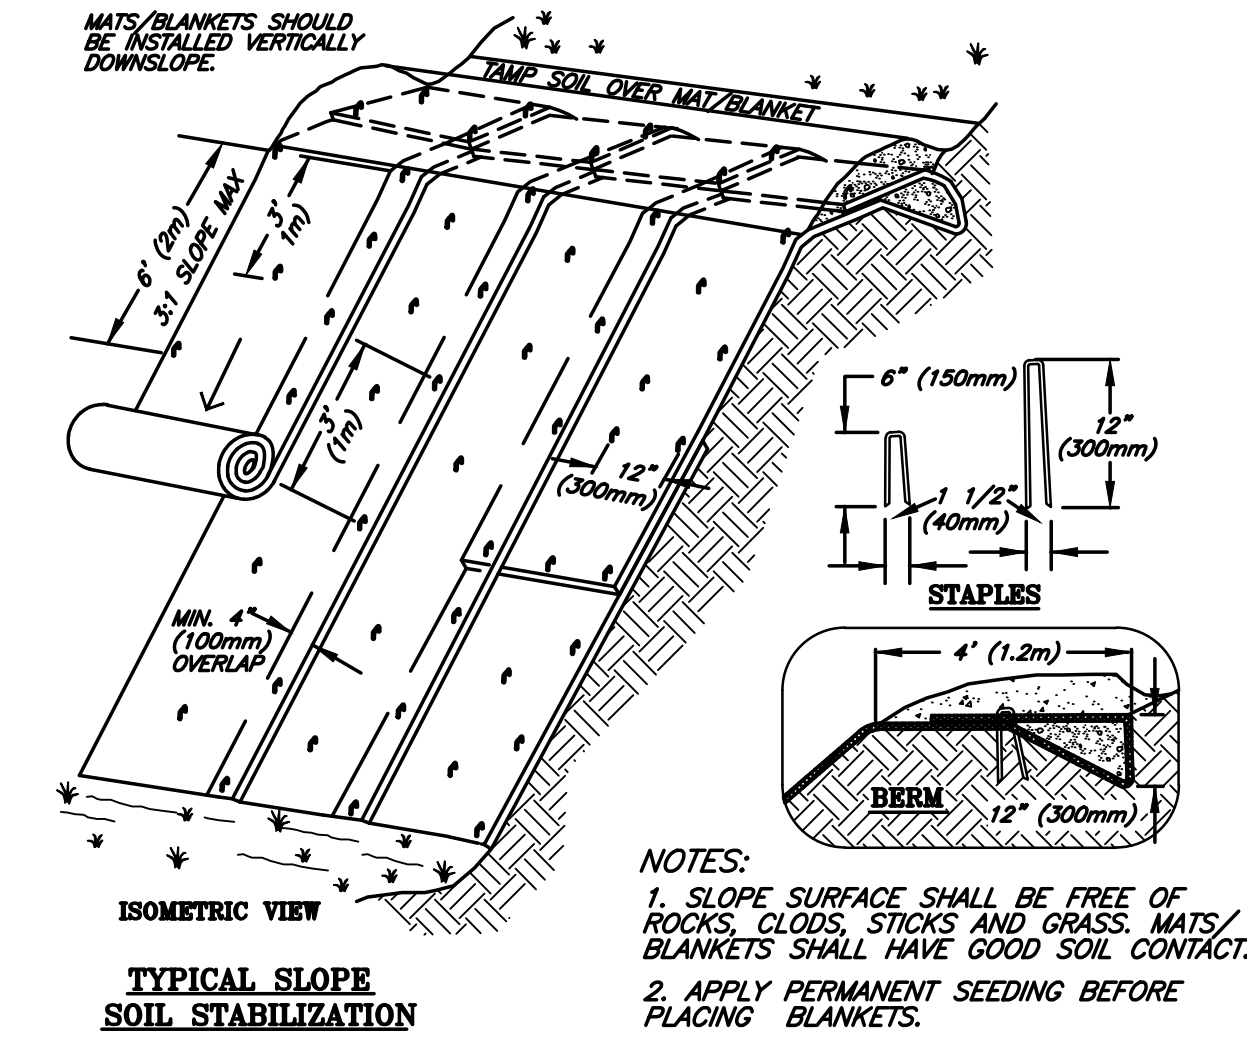 MATS/BLANKETS SHOULD
BE INSTALLED VERTICALLY
DOWNSLOPE.
TAMP SOIL OVER MAT/BLANKET
6' (2m)
3:1 SLOPE MAX
3'
1m)
3'
(1m)
12"
(300mm)
MIN. 4"
(100mm)
OVERLAP
6" (150mm)
12"
(300mm)
1 1/2"
(40mm)
STAPLES
4' (1.2m)
BERM
12" (300mm)
ISOMETRIC VIEW
TYPICAL SLOPE
SOIL STABILIZATION
NOTES:
1. SLOPE SURFACE SHALL BE FREE OF
ROCKS, CLODS, STICKS AND GRASS. MATS/
BLANKETS SHALL HAVE GOOD SOIL CONTACT.
2. APPLY PERMANENT SEEDING BEFORE
PLACING BLANKETS.